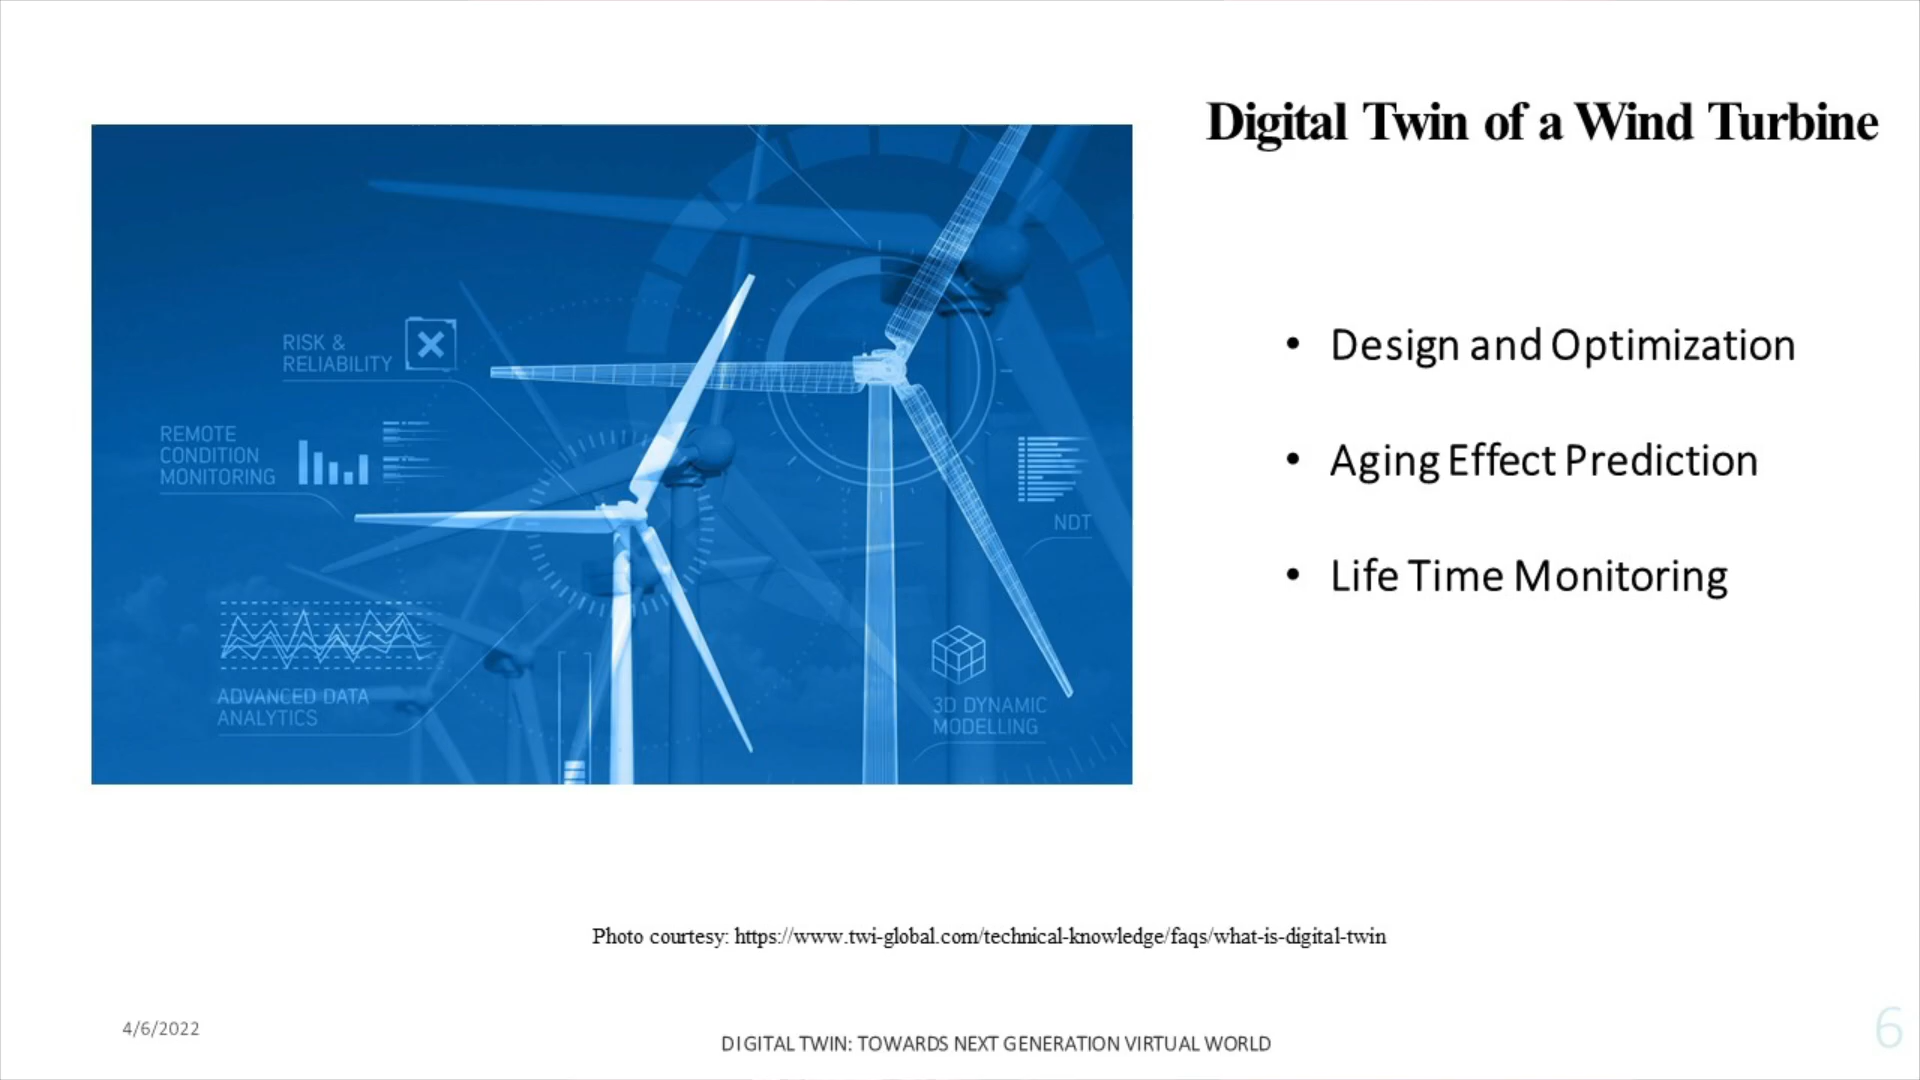 Digital Twin of a Wind Turbine
RISK &
RELIABILITY
REMOTE
CONDITION
MONITORING
NDT
ADVANCED DATA
ANALYTICS
3D DYNAMIC
MODELLING
• Design and Optimization
• Aging Effect Prediction
• Life Time Monitoring
Photo courtesy: https://www.twi-global.com/technical-knowledge/faqs/what-is-digital-twin
4/6/2022
DIGITAL TWIN: TOWARDS NEXT GENERATION VIRTUAL WORLD
6